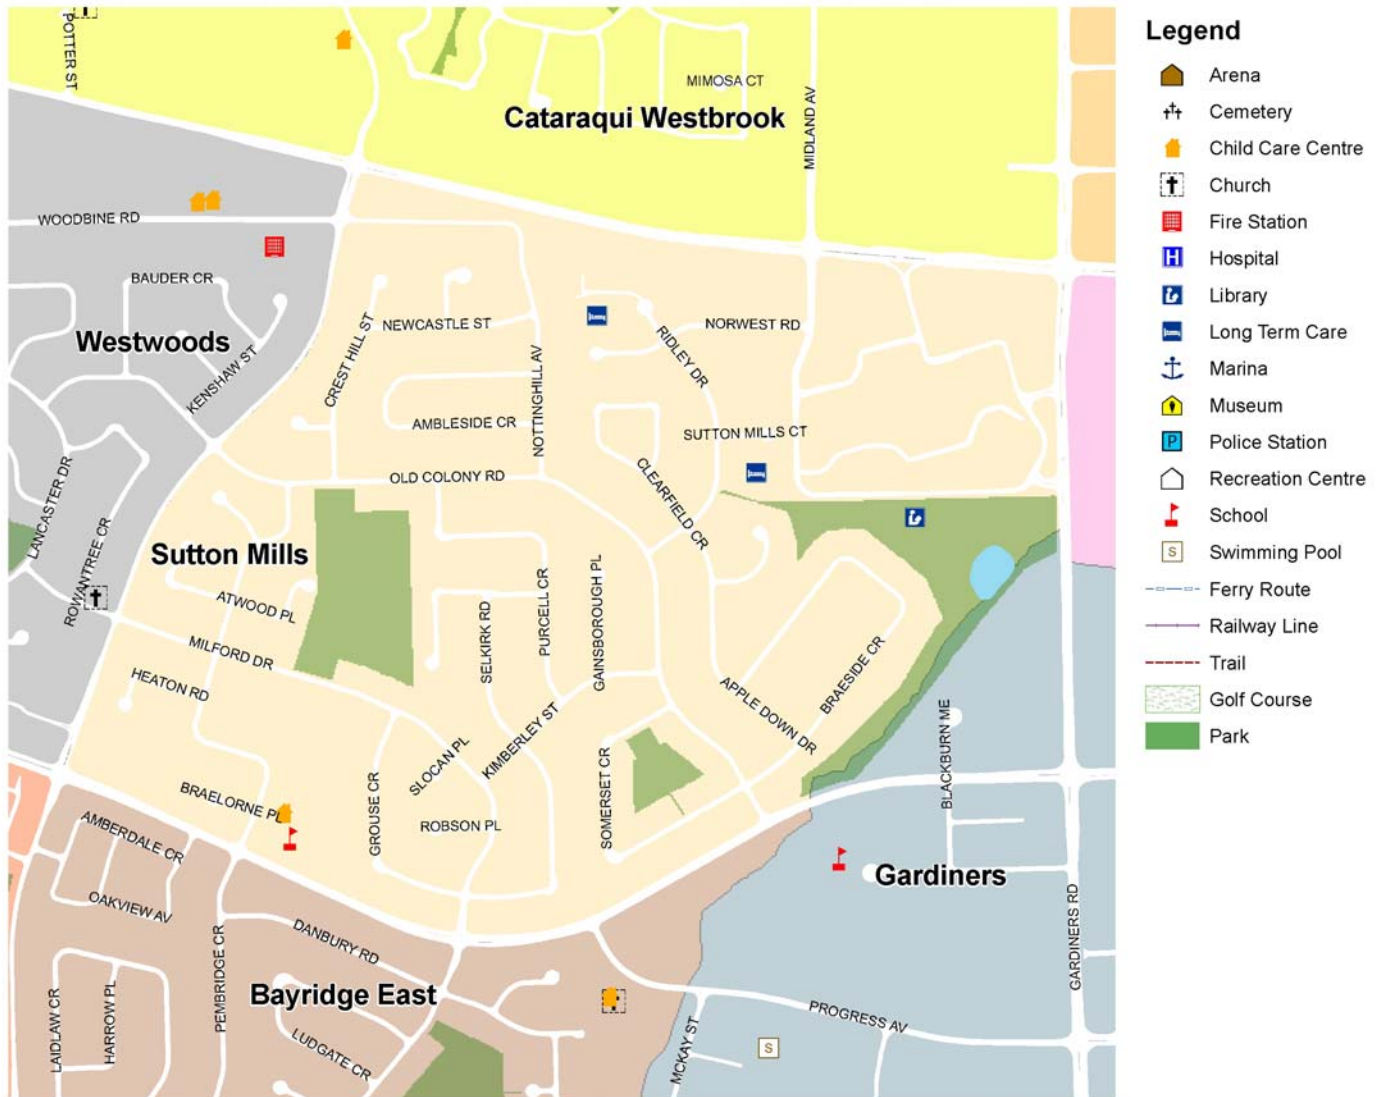 POTTER ST
MIMOSA CT
Cataraqui Westbrook
MIDLAND AV
WOODBINE RD
BAUDER CR
Westwoods
KENSHAW ST
CREST HILL ST
NEWCASTLE ST
NOTTINGHILL AV
AMBLESIDE CR
RIDLEY DR
NORWEST RD
SUTTON MILLS CT
OLD COLONY RD
CLEARFIELD CR
LANCASTER DR
ROWANTREE CR
Sutton Mills
ATWOOD PL
MILFORD DR
HEATON RD
SELKIRK RD
PURCELL CR
GAINSBOROUGH PL
KIMBERLEY ST
SLOCAN PL
GROUSE CR
ROBSON PL
SOMERSET CR
APPLE DOWN DR
BRAESIDE CR
BLACKBURN ME
BRAELORNE PL
AMBERDALE CR
OAKVIEW AV
Gardiners
GARDINERS RD
DANBURY RD
PEMBRIDGE CR
Bayridge East
LAIDLAW CR
HARROW PL
LUDGATE CR
MCKAY ST
PROGRESS AV
S
Legend
Arena
Cemetery
Child Care Centre
Church
Fire Station
H Hospital
Library
Long Term Care
Marina
Museum
P Police Station
Recreation Centre
School
S Swimming Pool
Ferry Route
Railway Line
Trail
Golf Course
Park